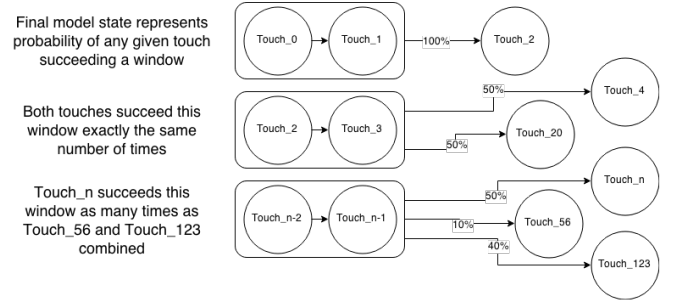 Final model state represents
probability of any given touch
succeeding a window
Touch_0
Touch_1
100%
Touch_2
Both touches succeed this
window exactly the same
number of times
Touch_2
Touch_3
50%
Touch_4
50%
Touch_20
Touch_n succeeds this
window as many times as
Touch_56 and Touch_123
combined
Touch_n-2
Touch_n-1
50%
Touch_n
10%
Touch_56
40%
Touch_123